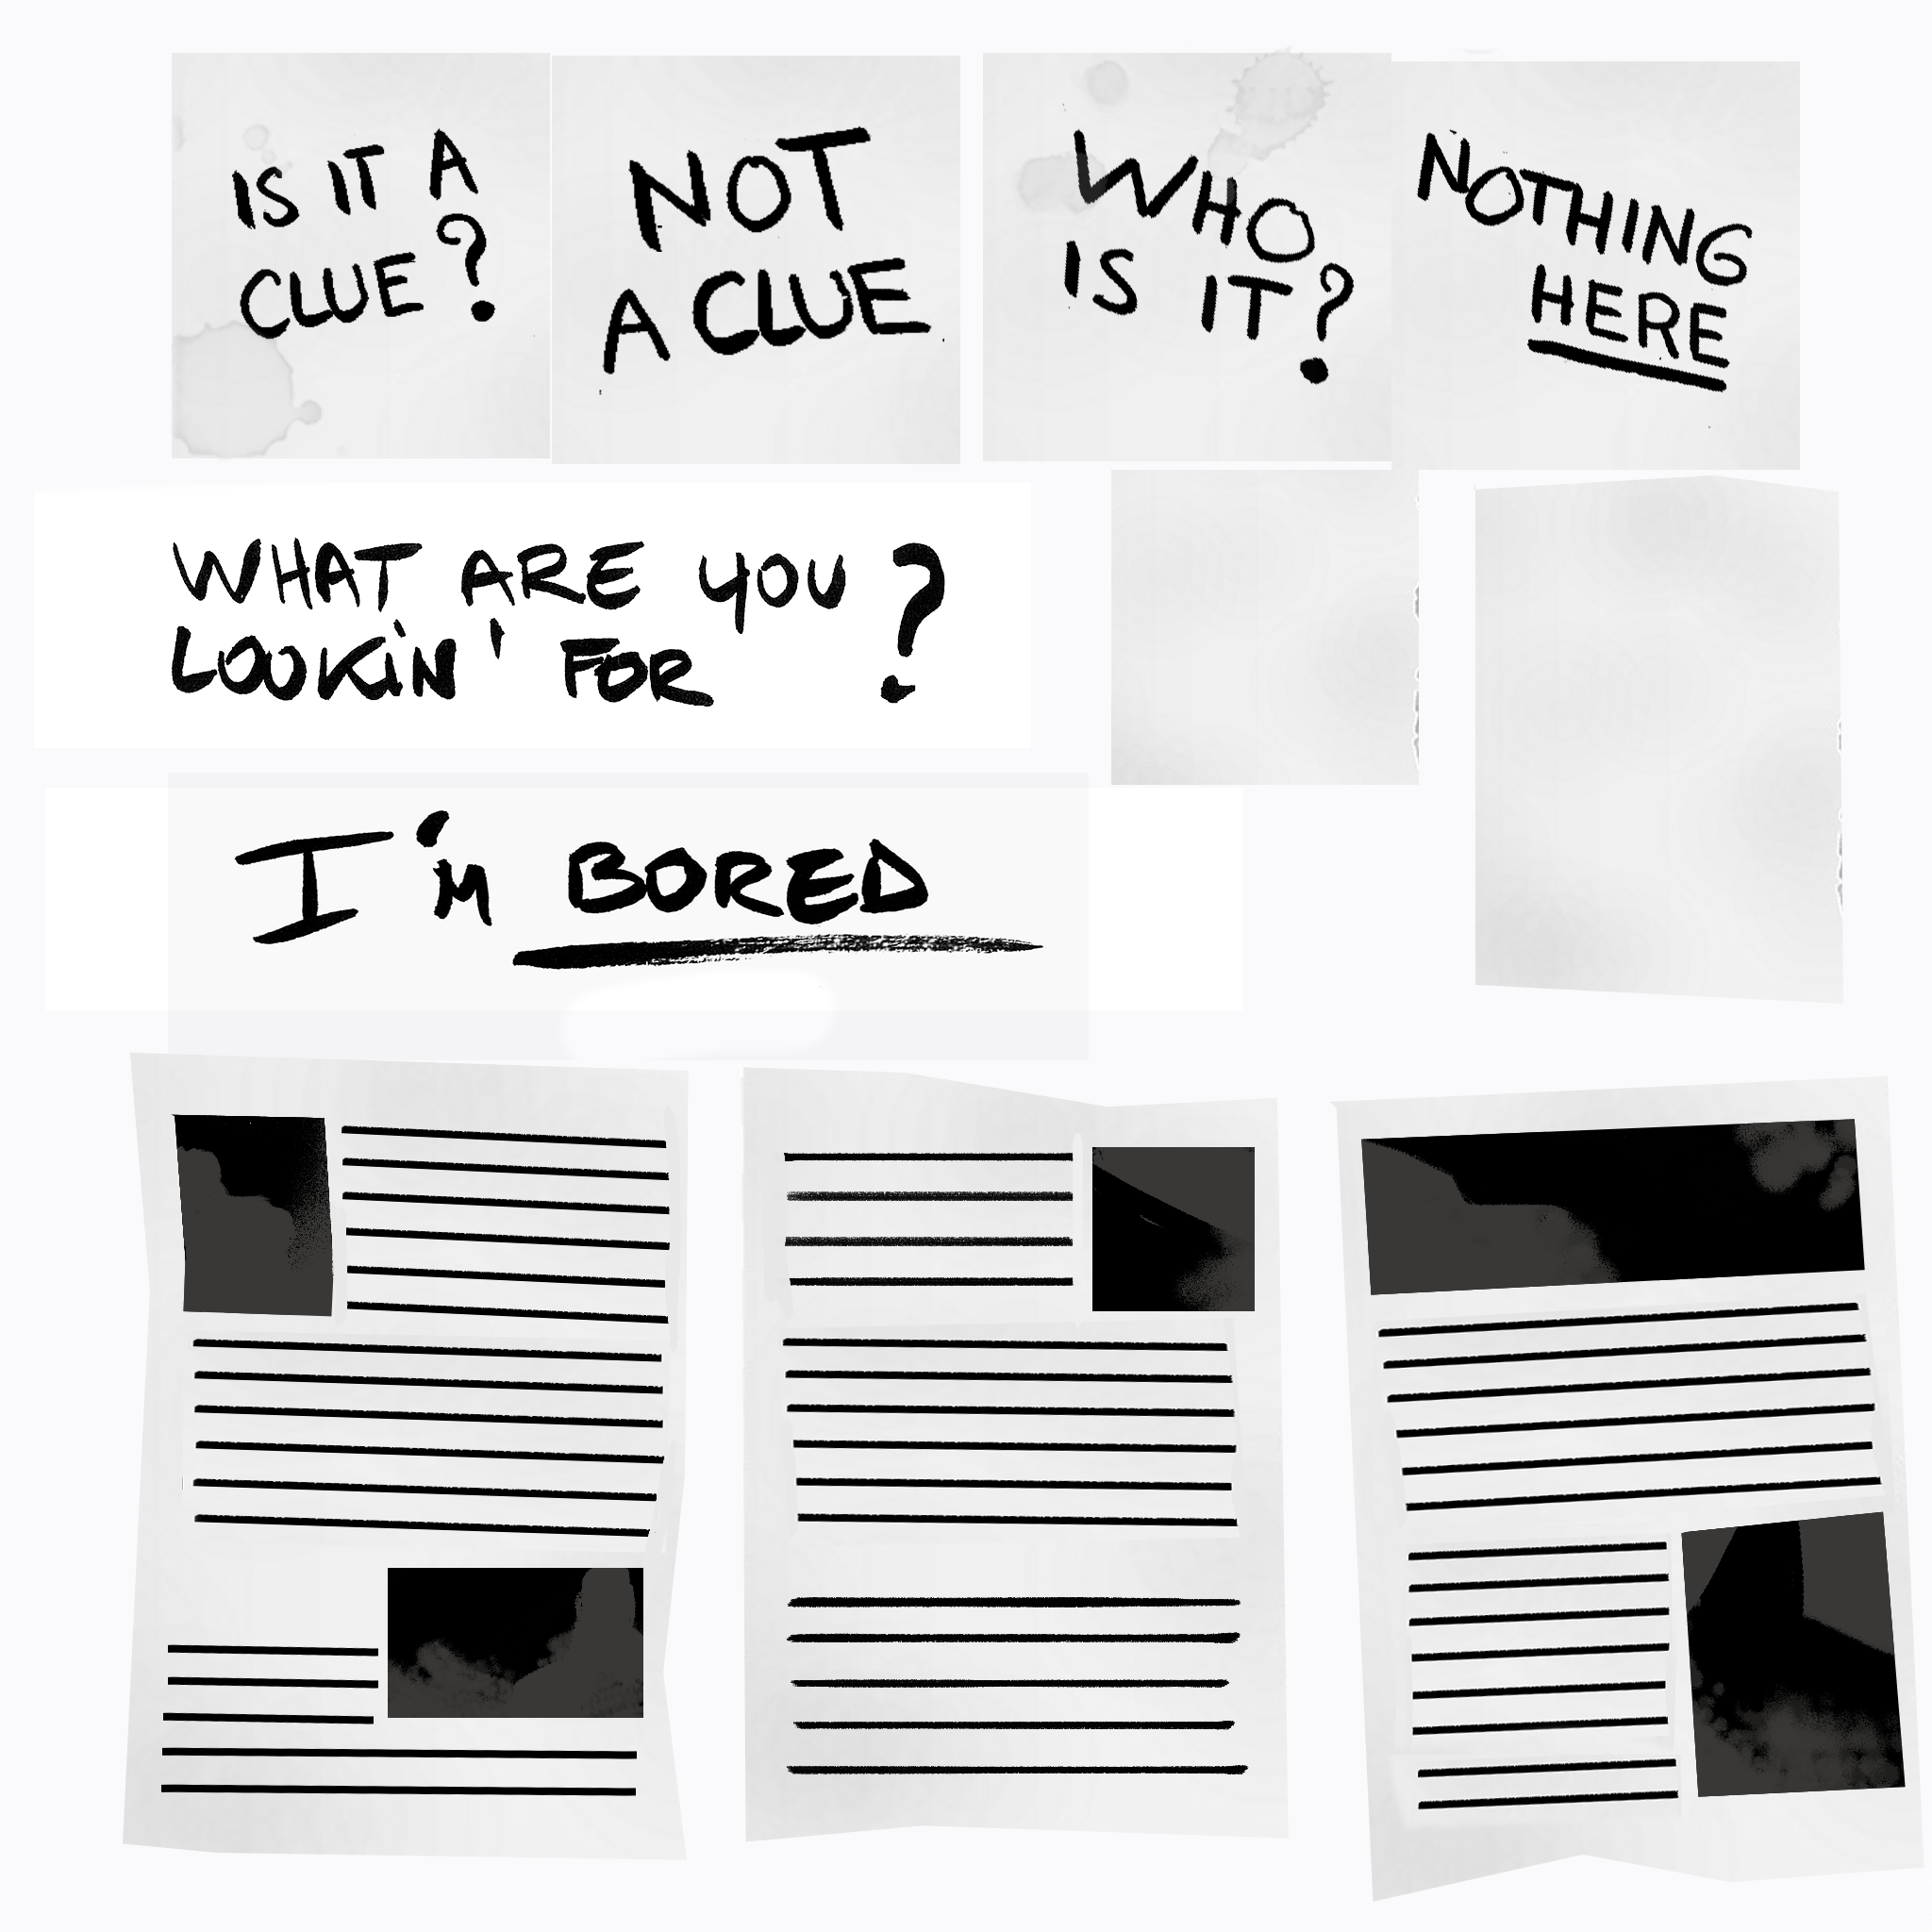 IS IT A
CLUE?
NOT
A CLUE
WHO
IS IT?
NOTHING
HERE
WHAT ARE YOU
LOOKIN' FOR?
I'M BORED